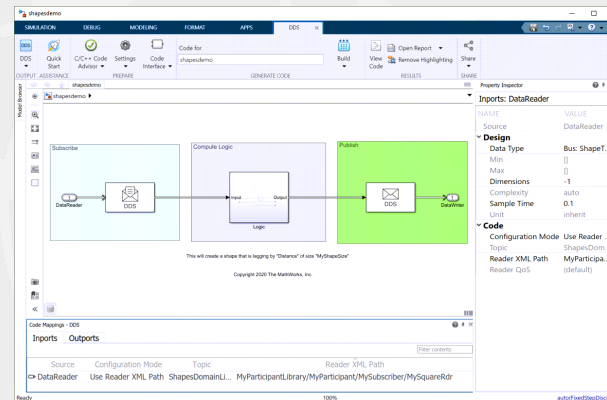 shapesdemo
SIMULATION DEBUG MODELING FORMAT APPS DDS
DDS Quick Start C/C++ Code Advisor Settings Code Interface
Code for
shapesdemo
Build View Code Open Report Remove Highlighting Share
OUTPUT ASSISTANCE PREPARE GENERATE CODE RESULTS SHARE
Model Browser
shapesdemo
shapesdemo
Subscribe
Compute Logic
Publish
DataReader
DDS
Input Output
Logic
DDS
DataWriter
This will create a shape that is lagging by "Distance" of size "MyShapeSize"
Copyright 2020 The MathWorks, Inc.
Property Inspector
Inports: DataReader
NAME VALUE
Source DataReader
Design
Data Type Bus: ShapeT...
Min []
Max []
Dimensions -1
Complexity auto
Sample Time 0.1
Unit inherit
Code
Configuration Mode Use Reader ...
Topic ShapesDom...
Reader XML Path MyParticipa...
Reader QoS (default)
Code Mappings - DDS
Inports Outports
Filter contents
Source Configuration Mode Topic Reader XML Path
DataReader Use Reader XML Path ShapesDomainLi... MyParticipantLibrary/MyParticipant/MySubscriber/MySquareRdr
Ready 100%